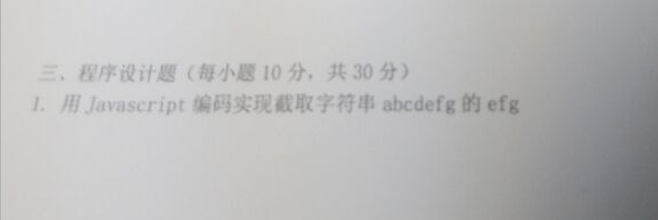 三、程序设计题（每小题 10 分，共 30 分）
1. 用 Javascript 编码实现截取字符串 abcdefg 的 efg